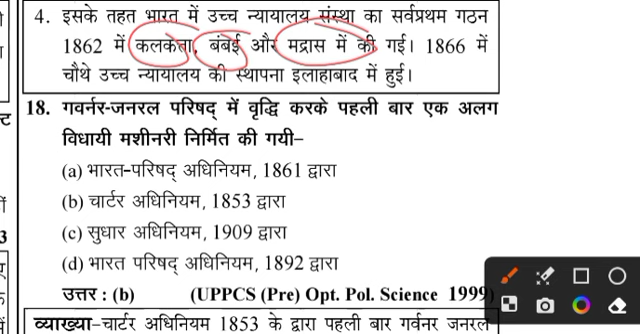 4. इसके तहत भारत में उच्च न्यायालय संस्था का सर्वप्रथम गठन
1862 में कलकत्ता, बंबई और मद्रास में की गई। 1866 में
चौथे उच्च न्यायालय की स्थापना इलाहाबाद में हुई।
18. गवर्नर-जनरल परिषद् में वृद्धि करके पहली बार एक अलग
विधायी मशीनरी निर्मित की गयी–
(a) भारत-परिषद् अधिनियम, 1861 द्वारा
(b) चार्टर अधिनियम, 1853 द्वारा
(c) सुधार अधिनियम, 1909 द्वारा
(d) भारत परिषद् अधिनियम, 1892 द्वारा
उत्तर : (b) (UPPCS (Pre) Opt. Pol. Science 1999)
व्याख्या–चार्टर अधिनियम 1853 के द्वारा पहली बार गर्वनर जनरल